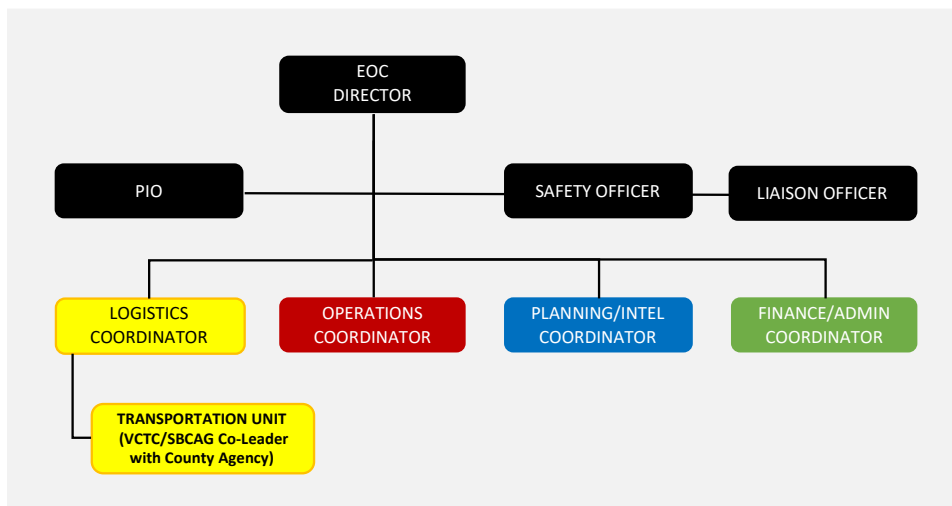 EOC
DIRECTOR
PIO
SAFETY OFFICER
LIAISON OFFICER
LOGISTICS
COORDINATOR
OPERATIONS
COORDINATOR
PLANNING/INTEL
COORDINATOR
FINANCE/ADMIN
COORDINATOR
TRANSPORTATION UNIT
(VCTC/SBCAG Co-Leader
with County Agency)